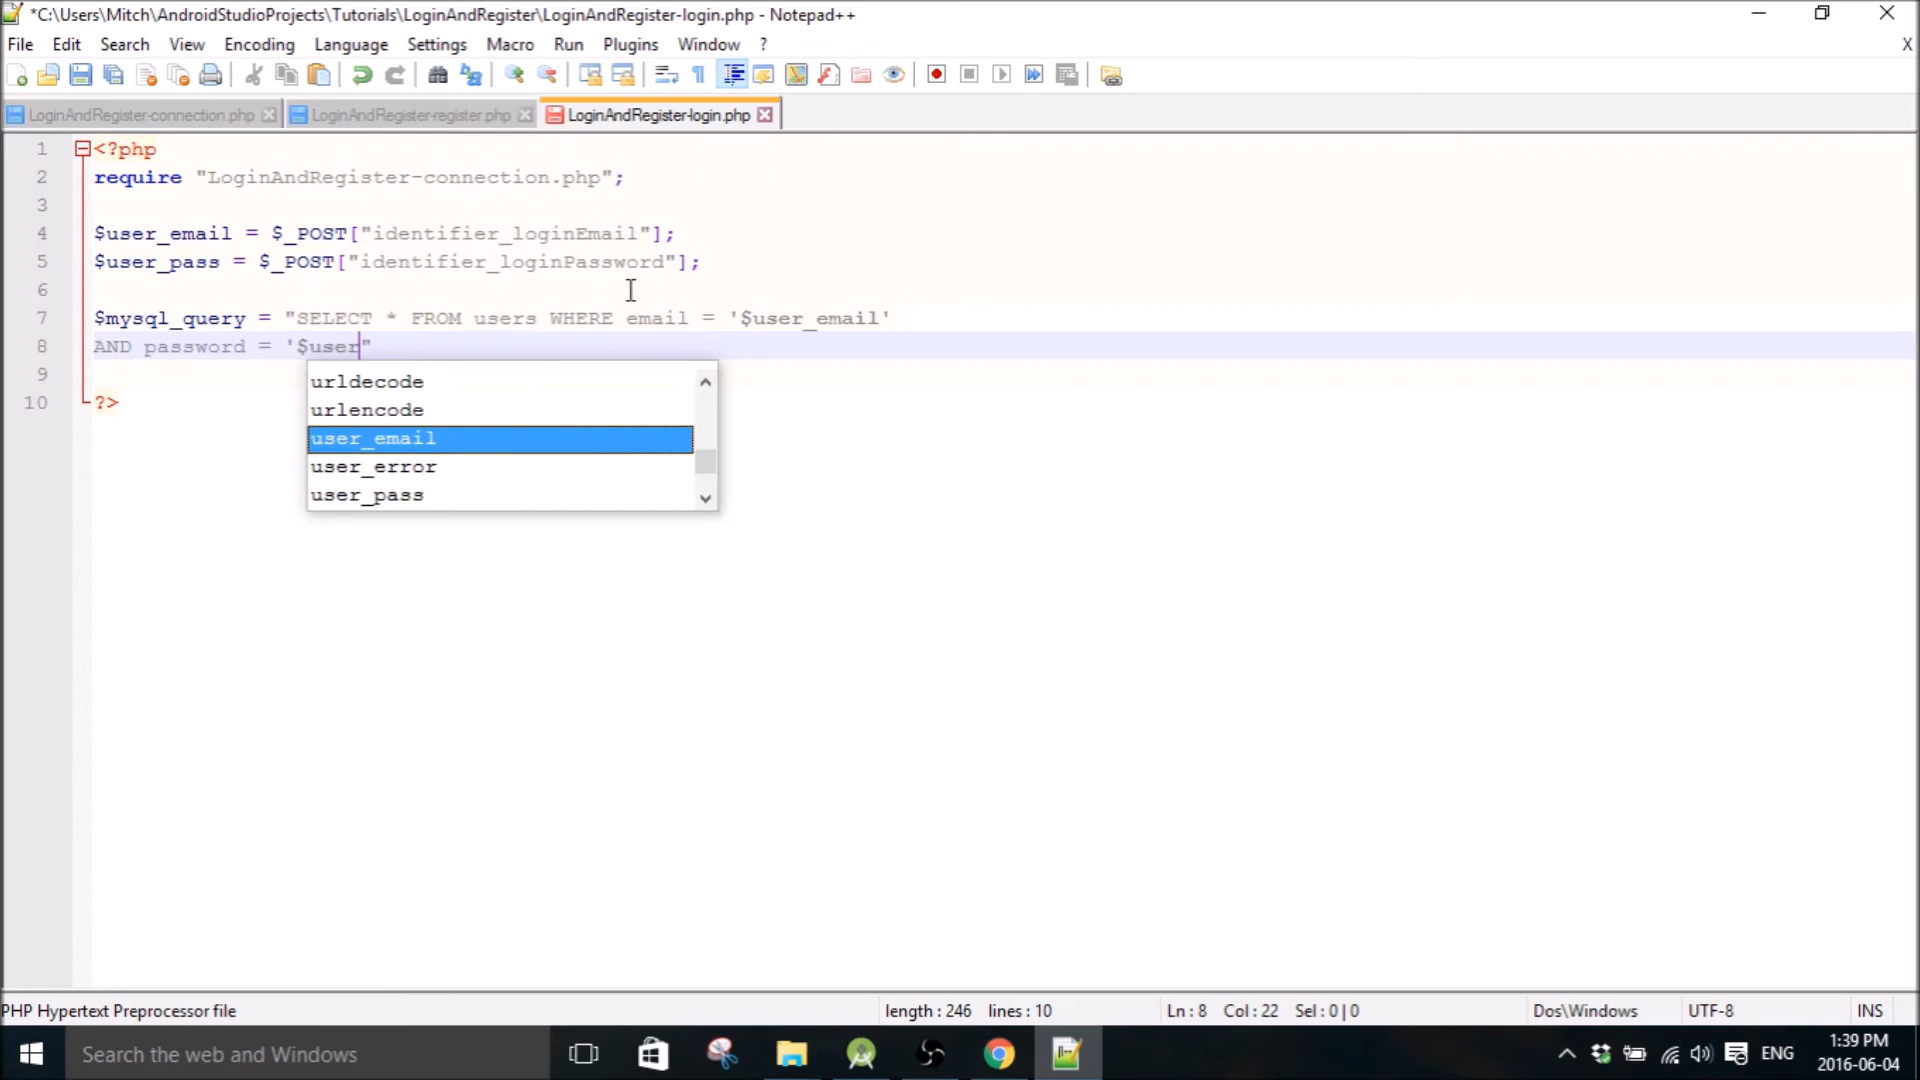 *C:\Users\Mitch\AndroidStudioProjects\Tutorials\LoginAndRegister\LoginAndRegister-login.php - Notepad++
File Edit Search View Encoding Language Settings Macro Run Plugins Window ? X
LoginAndRegister-connection.php LoginAndRegister-register.php LoginAndRegister-login.php
1 <?php
2 require "LoginAndRegister-connection.php";
3
4 $user_email = $_POST["identifier_loginEmail"];
5 $user_pass = $_POST["identifier_loginPassword"];
6
7 $mysql_query = "SELECT * FROM users WHERE email = '$user_email'
8 AND password = '$user"
9
10 ?>
urldecode
urlencode
user_email
user_error
user_pass
PHP Hypertext Preprocessor file length : 246 lines : 10 Ln : 8 Col : 22 Sel : 0 | 0 Dos\Windows UTF-8 INS
Search the web and Windows ENG
1:39 PM
2016-06-04